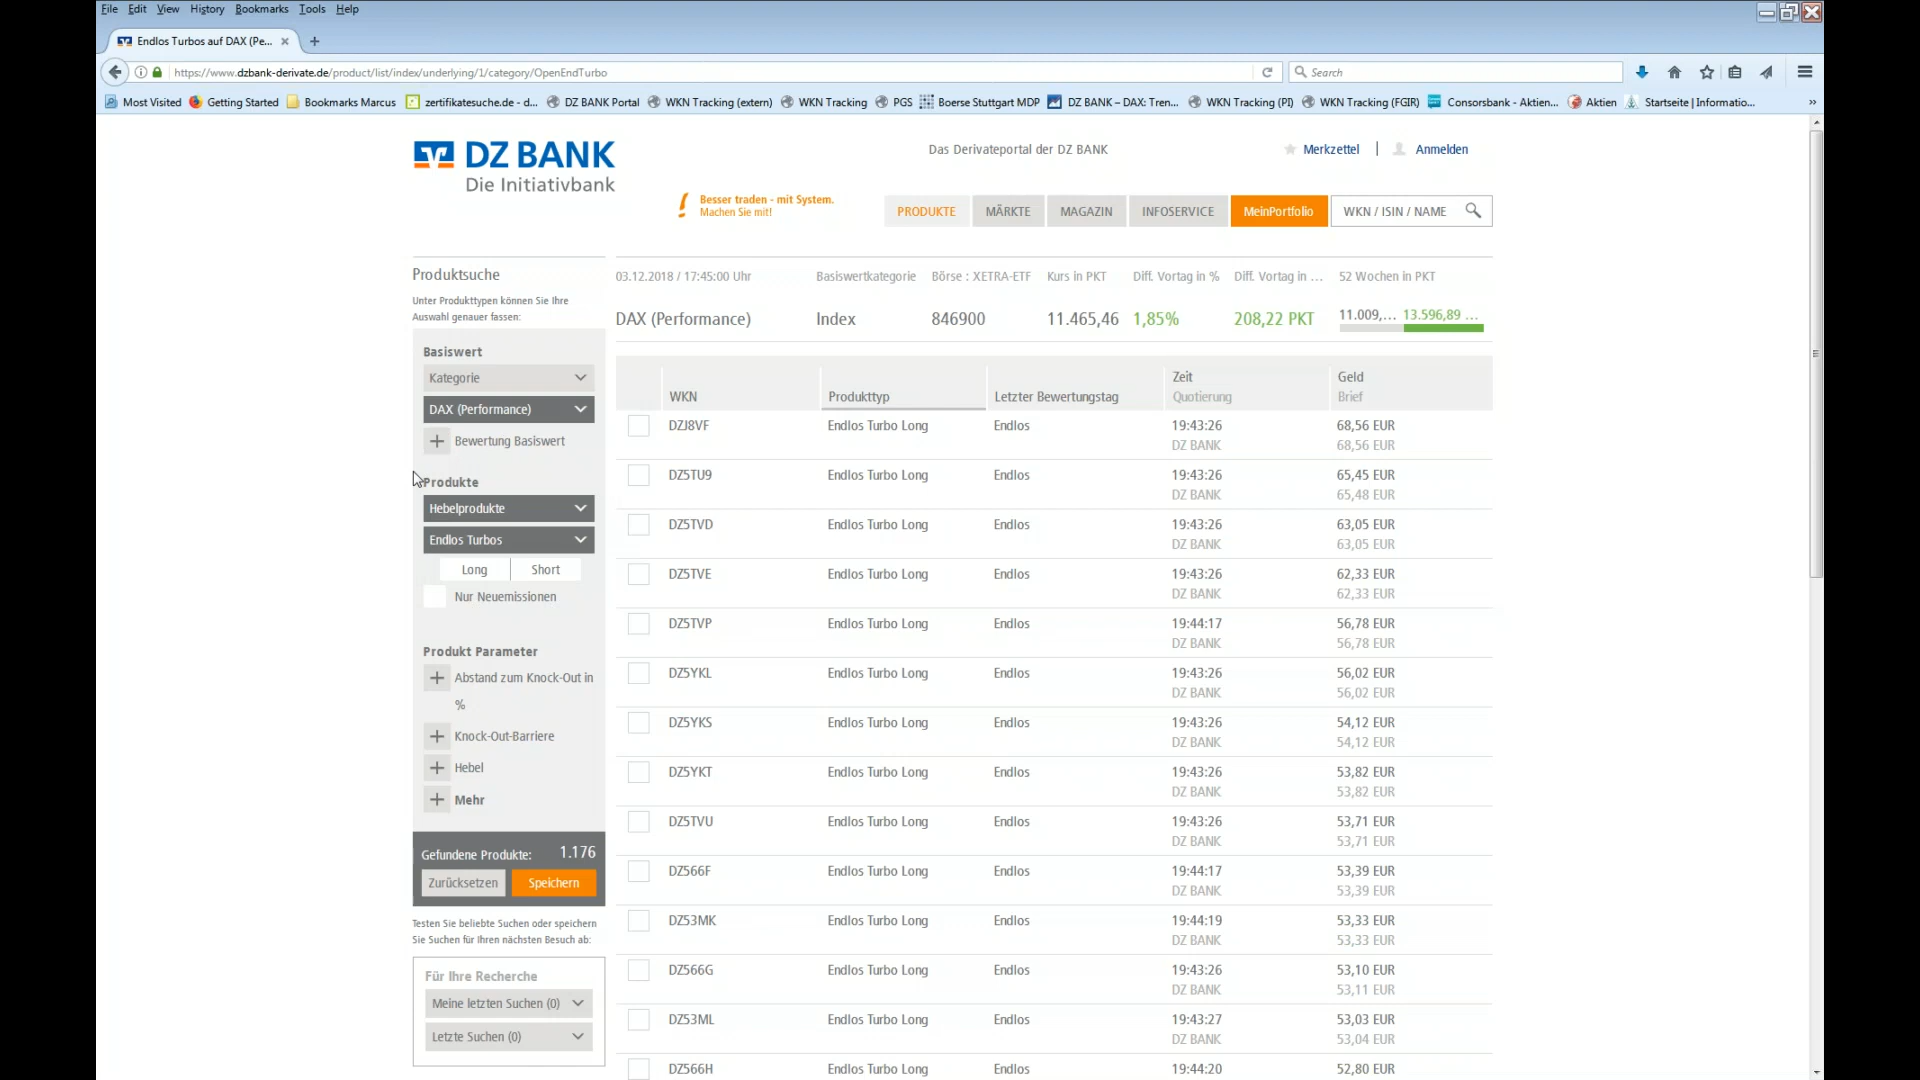 File Edit View History Bookmarks Tools Help
Endlos Turbos auf DAX (Pe...
https://www.dzbank-derivate.de/product/list/index/underlying/1/category/OpenEndTurbo
Search
Most Visited Getting Started Bookmarks Marcus zertifikatesuche.de - d... DZ BANK Portal WKN Tracking (extern) WKN Tracking PGS Boerse Stuttgart MDP DZ BANK – DAX: Tren... WKN Tracking (PI) WKN Tracking (FGIR) Consorsbank - Aktien... Aktien Startseite | Informatio... »
DZ BANK
Die Initiativbank
Das Derivateportal der DZ BANK
Merkzettel | Anmelden
Besser traden - mit System.
Machen Sie mit!
PRODUKTE MÄRKTE MAGAZIN INFOSERVICE MeinPortfolio WKN / ISIN / NAME
Produktsuche
Unter Produkttypen können Sie Ihre
Auswahl genauer fassen:
Basiswert
Kategorie
DAX (Performance)
Bewertung Basiswert
Produkte
Hebelprodukte
Endlos Turbos
Long Short
Nur Neuemissionen
Produkt Parameter
Abstand zum Knock-Out in
%
Knock-Out-Barriere
Hebel
Mehr
Gefundene Produkte: 1.176
Zurücksetzen Speichern
Testen Sie beliebte Suchen oder speichern
Sie Suchen für Ihren nächsten Besuch ab:
Für Ihre Recherche
Meine letzten Suchen (0)
Letzte Suchen (0)
03.12.2018 / 17:45:00 Uhr Basiswertkategorie Börse : XETRA-ETF Kurs in PKT Diff. Vortag in % Diff. Vortag in ... 52 Wochen in PKT
DAX (Performance) Index 846900 11.465,46 1,85% 208,22 PKT 11.009,... 13.596,89 ...
WKN Produkttyp Letzter Bewertungstag Zeit Geld
Quotierung Brief
DZJ8VF Endlos Turbo Long Endlos 19:43:26 68,56 EUR
DZ BANK 68,56 EUR
DZ5TU9 Endlos Turbo Long Endlos 19:43:26 65,45 EUR
DZ BANK 65,48 EUR
DZ5TVD Endlos Turbo Long Endlos 19:43:26 63,05 EUR
DZ BANK 63,05 EUR
DZ5TVE Endlos Turbo Long Endlos 19:43:26 62,33 EUR
DZ BANK 62,33 EUR
DZ5TVP Endlos Turbo Long Endlos 19:44:17 56,78 EUR
DZ BANK 56,78 EUR
DZ5YKL Endlos Turbo Long Endlos 19:43:26 56,02 EUR
DZ BANK 56,02 EUR
DZ5YKS Endlos Turbo Long Endlos 19:43:26 54,12 EUR
DZ BANK 54,12 EUR
DZ5YKT Endlos Turbo Long Endlos 19:43:26 53,82 EUR
DZ BANK 53,82 EUR
DZ5TVU Endlos Turbo Long Endlos 19:43:26 53,71 EUR
DZ BANK 53,71 EUR
DZ566F Endlos Turbo Long Endlos 19:44:17 53,39 EUR
DZ BANK 53,39 EUR
DZ53MK Endlos Turbo Long Endlos 19:44:19 53,33 EUR
DZ BANK 53,33 EUR
DZ566G Endlos Turbo Long Endlos 19:43:26 53,10 EUR
DZ BANK 53,11 EUR
DZ53ML Endlos Turbo Long Endlos 19:43:27 53,03 EUR
DZ BANK 53,04 EUR
DZ566H Endlos Turbo Long Endlos 19:44:20 52,80 EUR